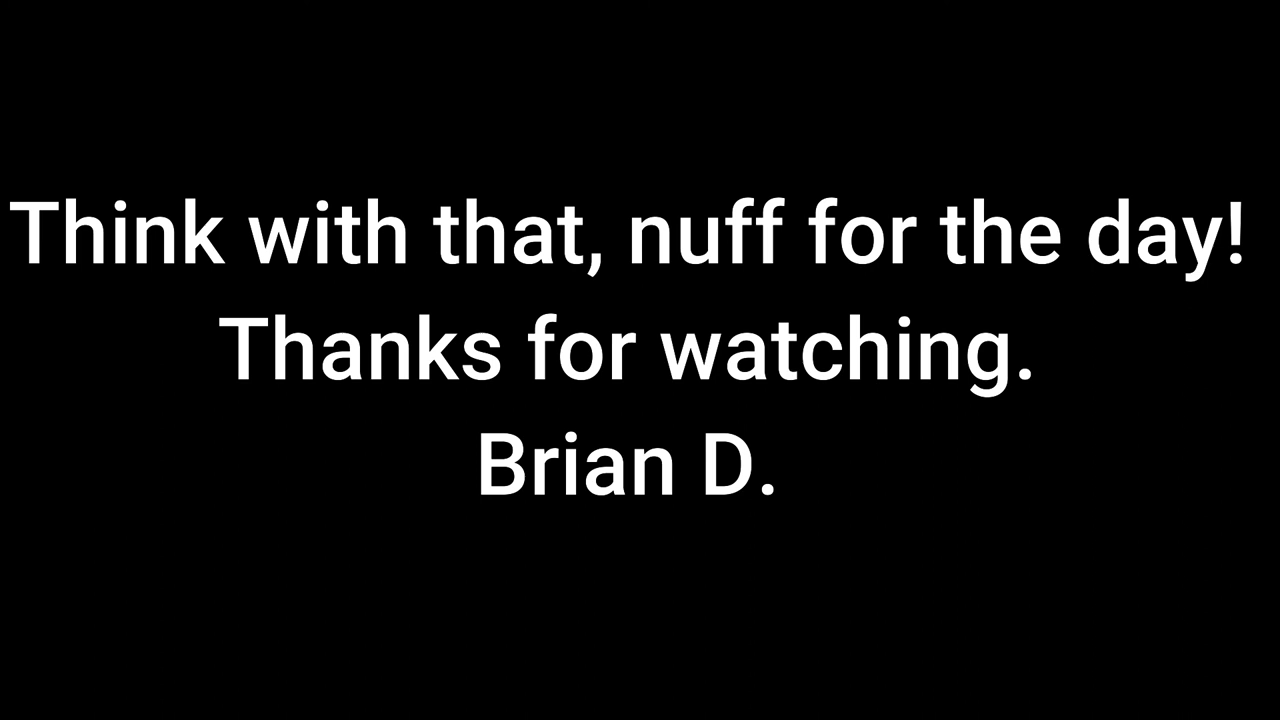 Think with that, nuff for the day!
Thanks for watching.
Brian D.